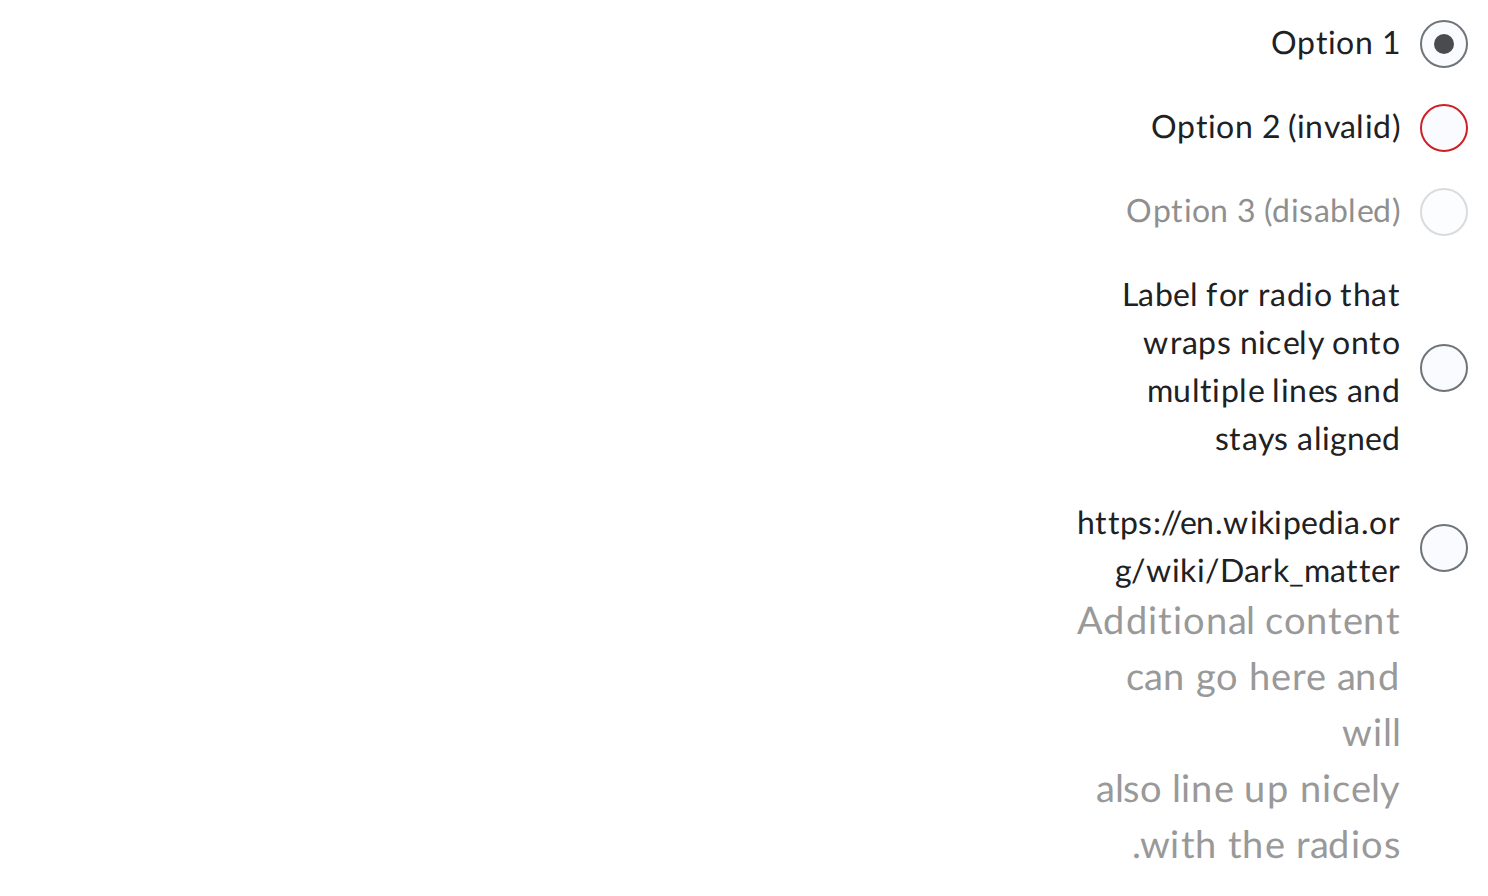 Option 1
Option 2 (invalid)
Option 3 (disabled)
Label for radio that
wraps nicely onto
multiple lines and
stays aligned
https://en.wikipedia.or
g/wiki/Dark_matter
Additional content
can go here and
will
also line up nicely
.with the radios